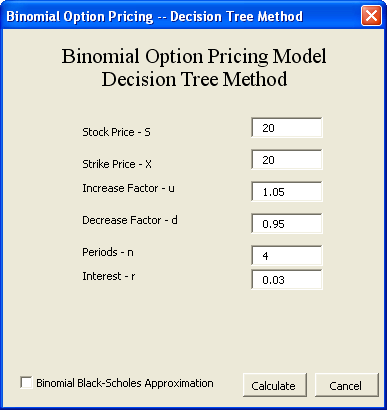 Binomial Option Pricing -- Decision Tree Method
Binomial Option Pricing Model
Decision Tree Method
Stock Price - S 20
Strike Price - X 20
Increase Factor - u 1.05
Decrease Factor - d 0.95
Periods - n 4
Interest - r 0.03
Binomial Black-Scholes Approximation Calculate Cancel